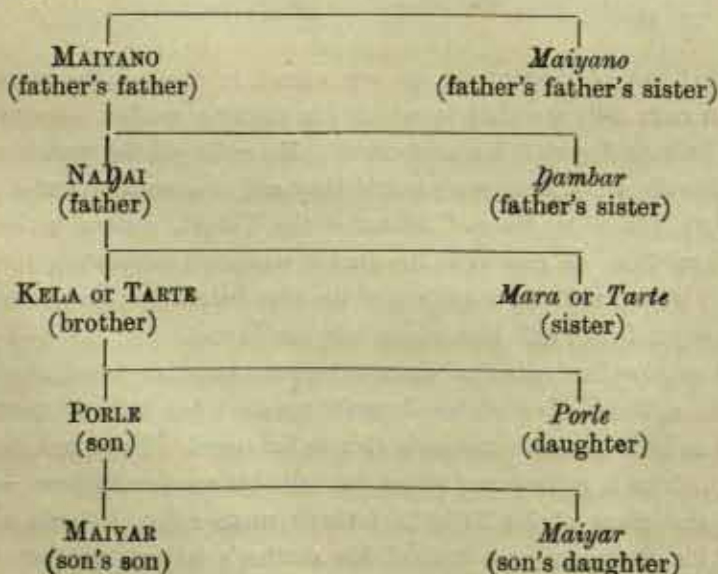 MAIYANO Maiyano
(father's father) (father's father's sister)
NAŊAI Ŋambar
(father) (father's sister)
KELA or TARTE Mara or Tarte
(brother) (sister)
PORLE Porle
(son) (daughter)
MAIYAR Maiyar
(son's son) (son's daughter)